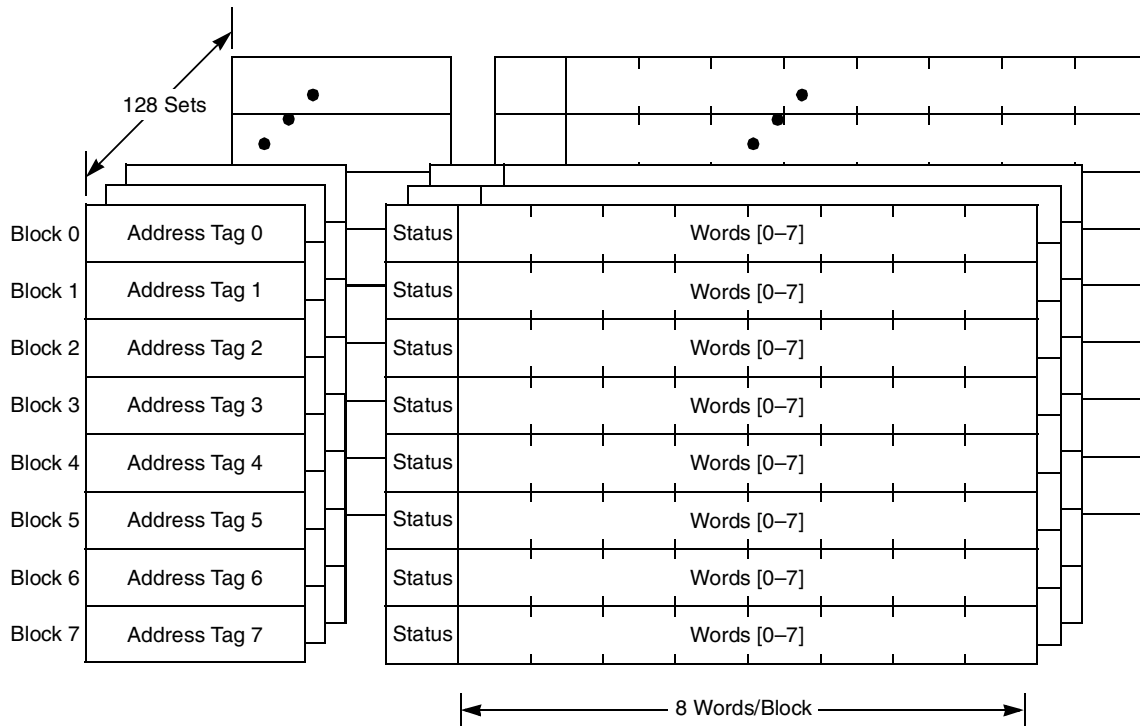 128 Sets
Block 0 Address Tag 0 Status Words [0–7]
Block 1 Address Tag 1 Status Words [0–7]
Block 2 Address Tag 2 Status Words [0–7]
Block 3 Address Tag 3 Status Words [0–7]
Block 4 Address Tag 4 Status Words [0–7]
Block 5 Address Tag 5 Status Words [0–7]
Block 6 Address Tag 6 Status Words [0–7]
Block 7 Address Tag 7 Status Words [0–7]
8 Words/Block